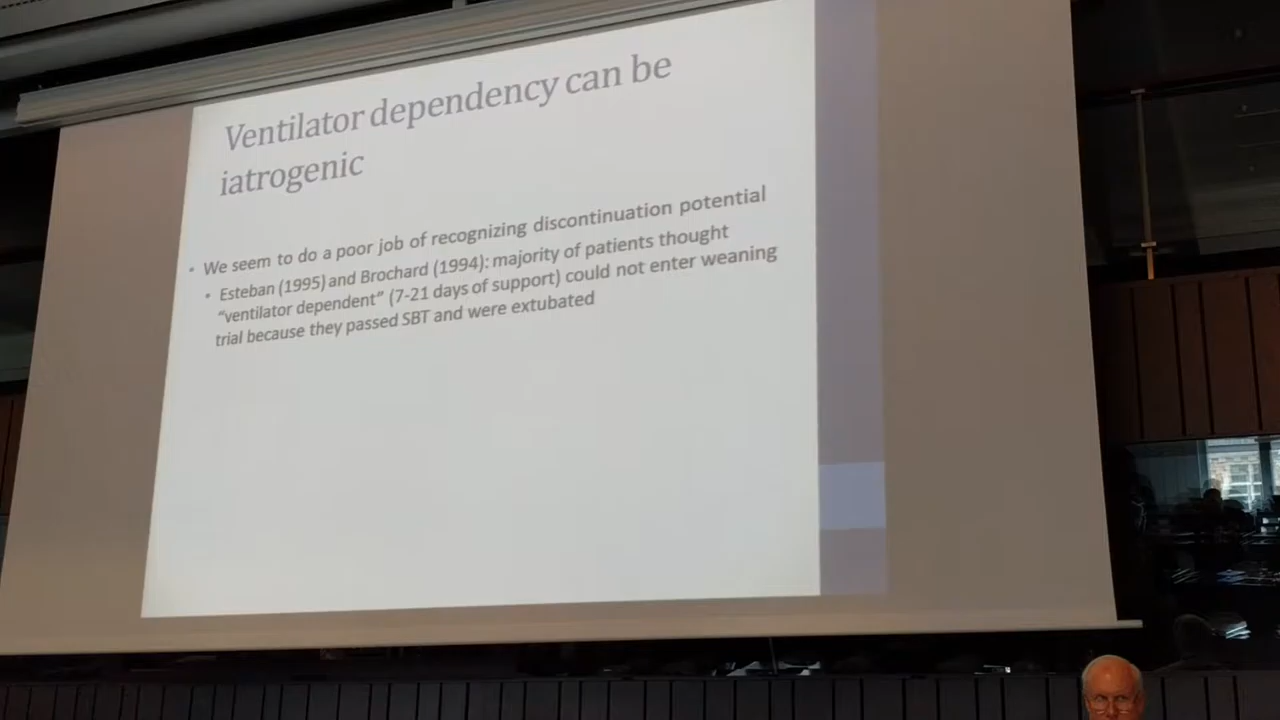 Ventilator dependency can be
iatrogenic
• We seem to do a poor job of recognizing discontinuation potential
• Esteban (1995) and Brochard (1994): majority of patients thought
“ventilator dependent” (7-21 days of support) could not enter weaning
trial because they passed SBT and were extubated